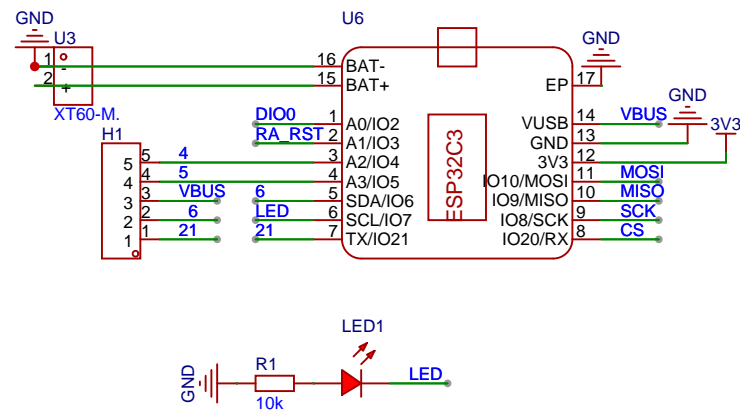 GND
U3
1
-
2
+
XT60-M.
U6
16 BAT-
15 BAT+
DIO0 1 A0/IO2
RA_RST 2 A1/IO3
3 A2/IO4
4 A3/IO5
6 5 SDA/IO6
LED 6 SCL/IO7
21 7 TX/IO21
ESP32C3
GND
EP 17
VUSB 14 VBUS
GND 13
GND
3V3 12
3V3
IO10/MOSI 11 MOSI
IO9/MISO 10 MISO
IO8/SCK 9 SCK
IO20/RX 8 CS
H1
5 5 4
4 4 5
3 3 VBUS
2 2 6
1 1 21
LED1
GND
R1
10k
LED